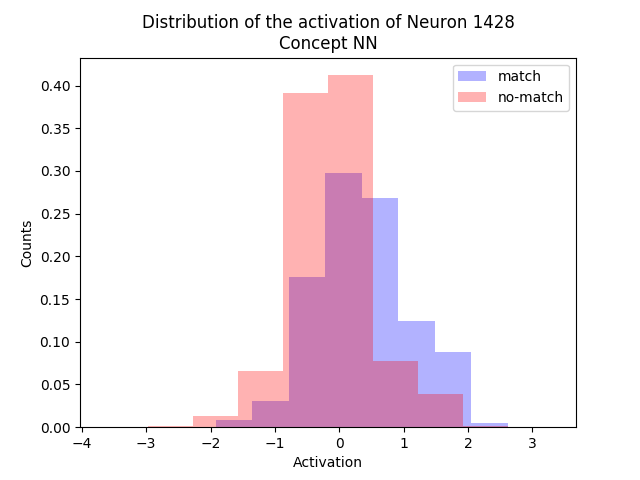 Distribution of the activation of Neuron 1428
Concept NN
match
no-match
Counts
0.40
0.35
0.30
0.25
0.20
0.15
0.10
0.05
0.00
−4
−3
−2
−1
0
1
2
3
Activation